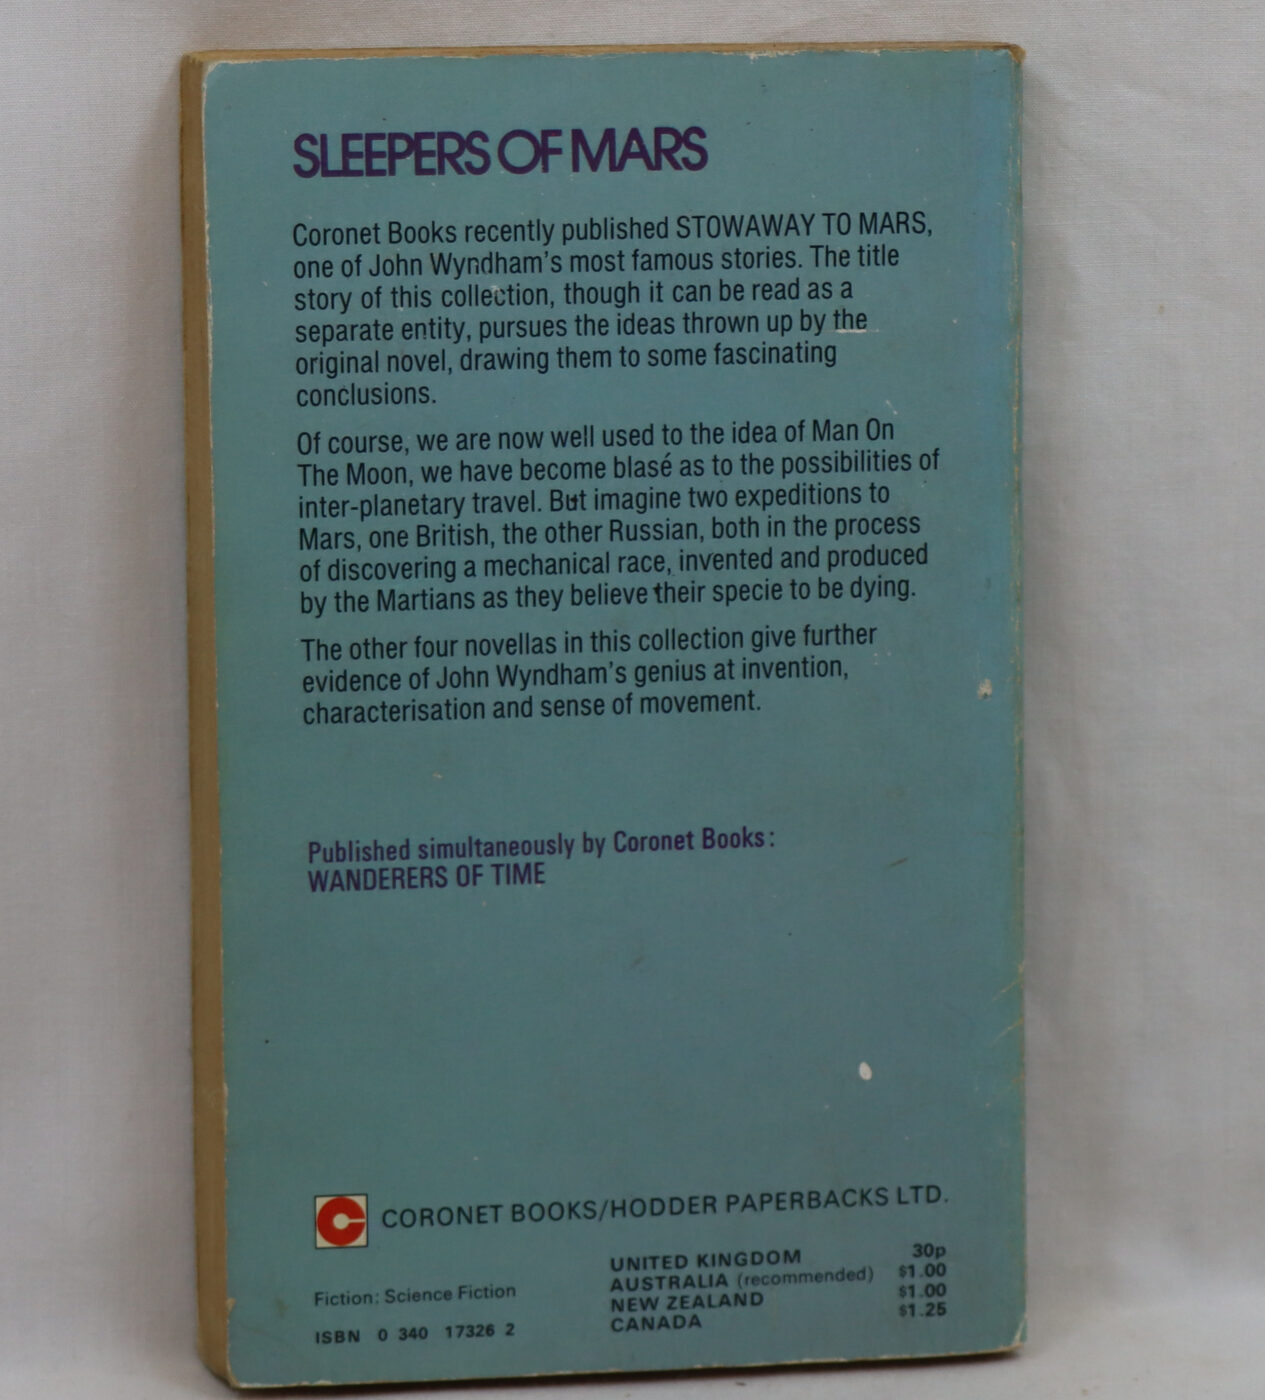 SLEEPERS OF MARS
Coronet Books recently published STOWAWAY TO MARS,
one of John Wyndham's most famous stories. The title
story of this collection, though it can be read as a
separate entity, pursues the ideas thrown up by the
original novel, drawing them to some fascinating
conclusions.
Of course, we are now well used to the idea of Man On
The Moon, we have become blasé as to the possibilities of
inter-planetary travel. But imagine two expeditions to
Mars, one British, the other Russian, both in the process
of discovering a mechanical race, invented and produced
by the Martians as they believe their specie to be dying.
The other four novellas in this collection give further
evidence of John Wyndham's genius at invention,
characterisation and sense of movement.
Published simultaneously by Coronet Books:
WANDERERS OF TIME
CORONET BOOKS/HODDER PAPERBACKS LTD.
UNITED KINGDOM 30p
AUSTRALIA (recommended) $1.00
NEW ZEALAND $1.00
CANADA $1.25
Fiction: Science Fiction
ISBN 0 340 17326 2